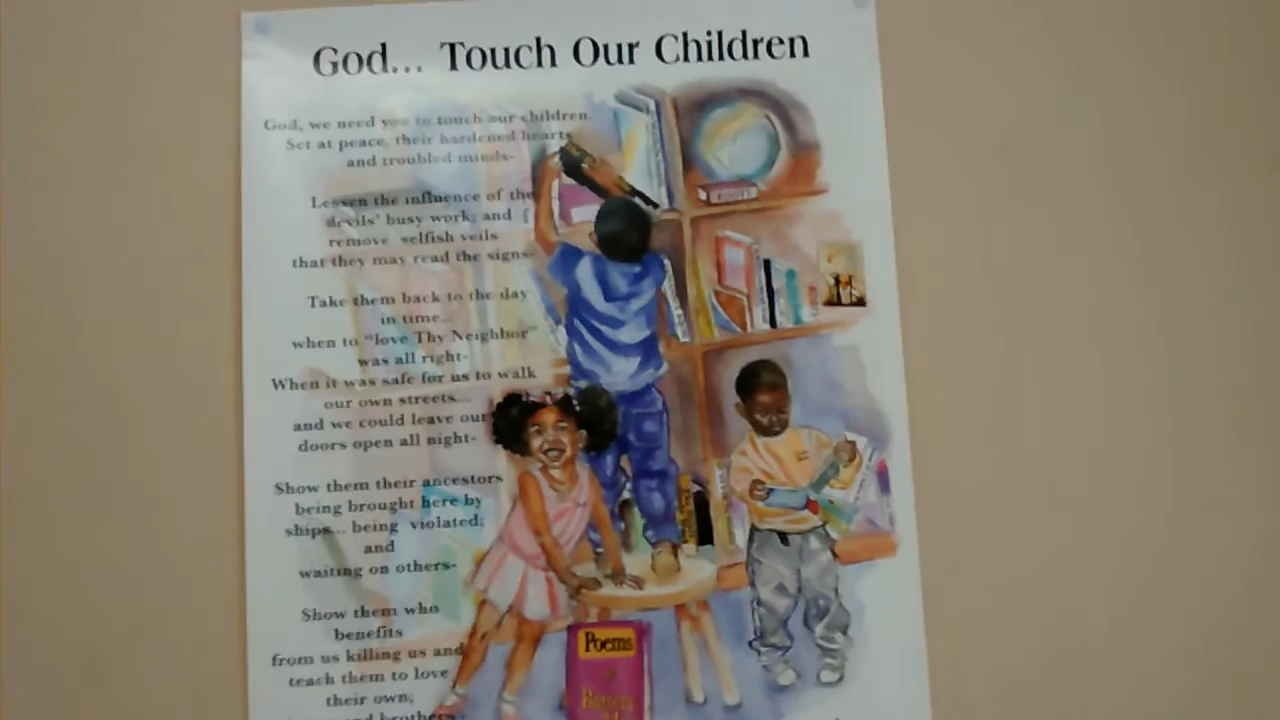 God... Touch Our Children
God, we need you to touch our children.
Set at peace, their hardened hearts
and troubled minds-
Lessen the influence of the
devils' busy work; and
remove selfish veils
that they may read the signs-
Take them back to the day
in time...
when to "love Thy Neighbor"
was all right-
When it was safe for us to walk
our own streets...
and we could leave our
doors open all night-
Show them their ancestors
being brought here by
ships... being violated;
and
waiting on others-
Show them who
benefits
from us killing us and
teach them to love
their own;
brothers
ROOTS
Poems